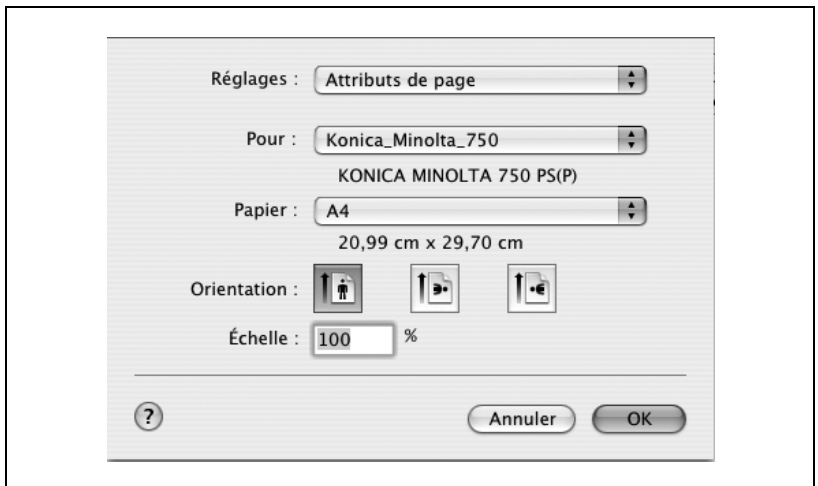 Réglages : Attributs de page
Pour : Konica_Minolta_750
KONICA MINOLTA 750 PS(P)
Papier : A4
20,99 cm x 29,70 cm
Orientation :
Échelle : 100 %
? Annuler OK